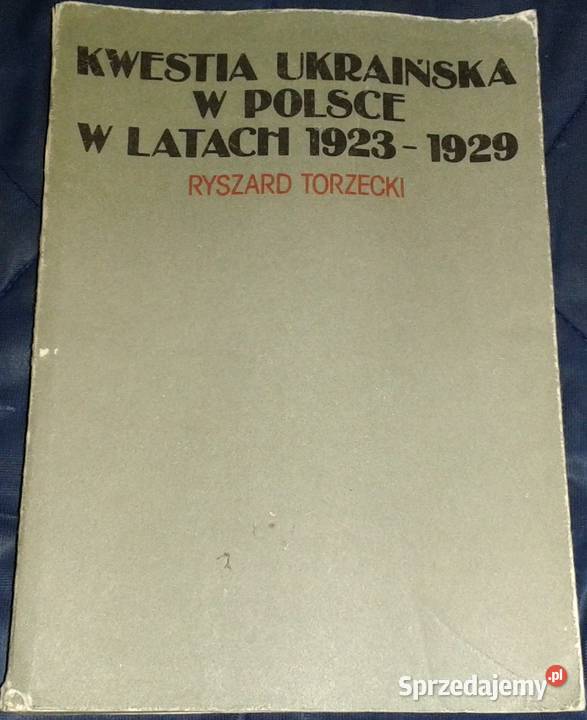 KWESTIA UKRAIŃSKA
W POLSCE
W LATACH 1923-1929
RYSZARD TORZECKI
Sprzedajemy.pl